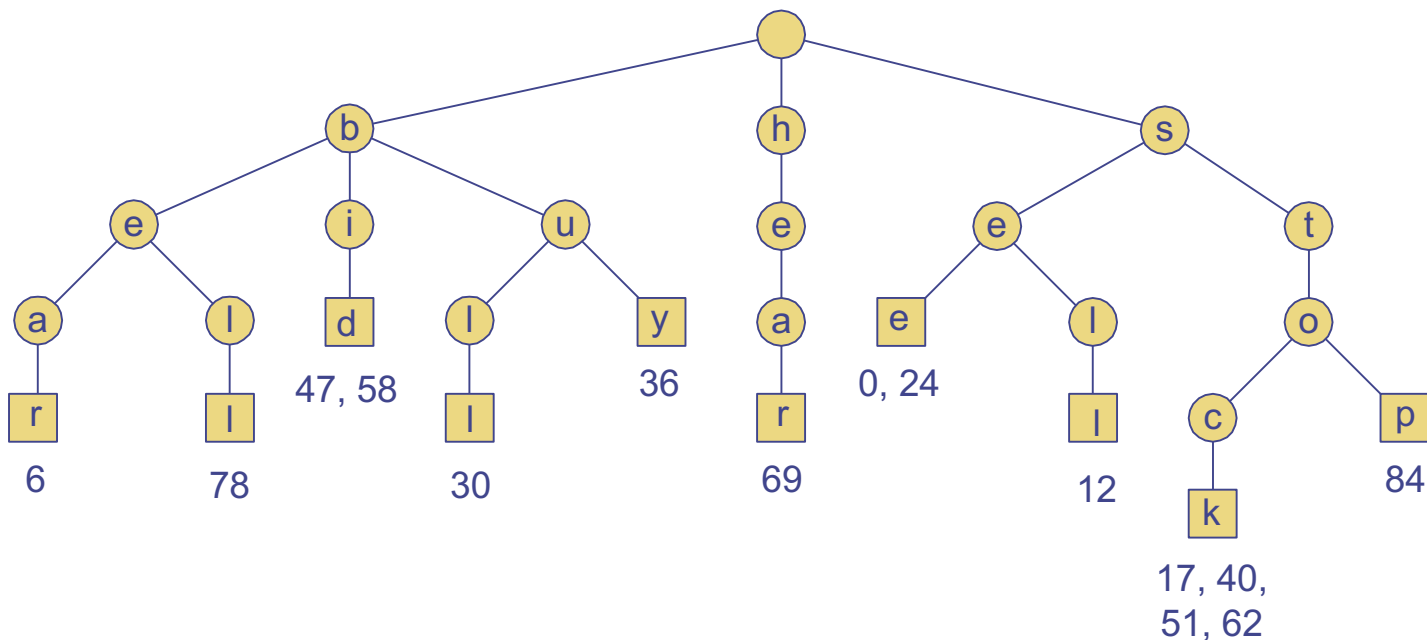 b h s
e i u e e t
a l d l y a e l o
47, 58 36 0, 24
r l l r l c p
6 78 30 69 12 84
k
17, 40,
51, 62